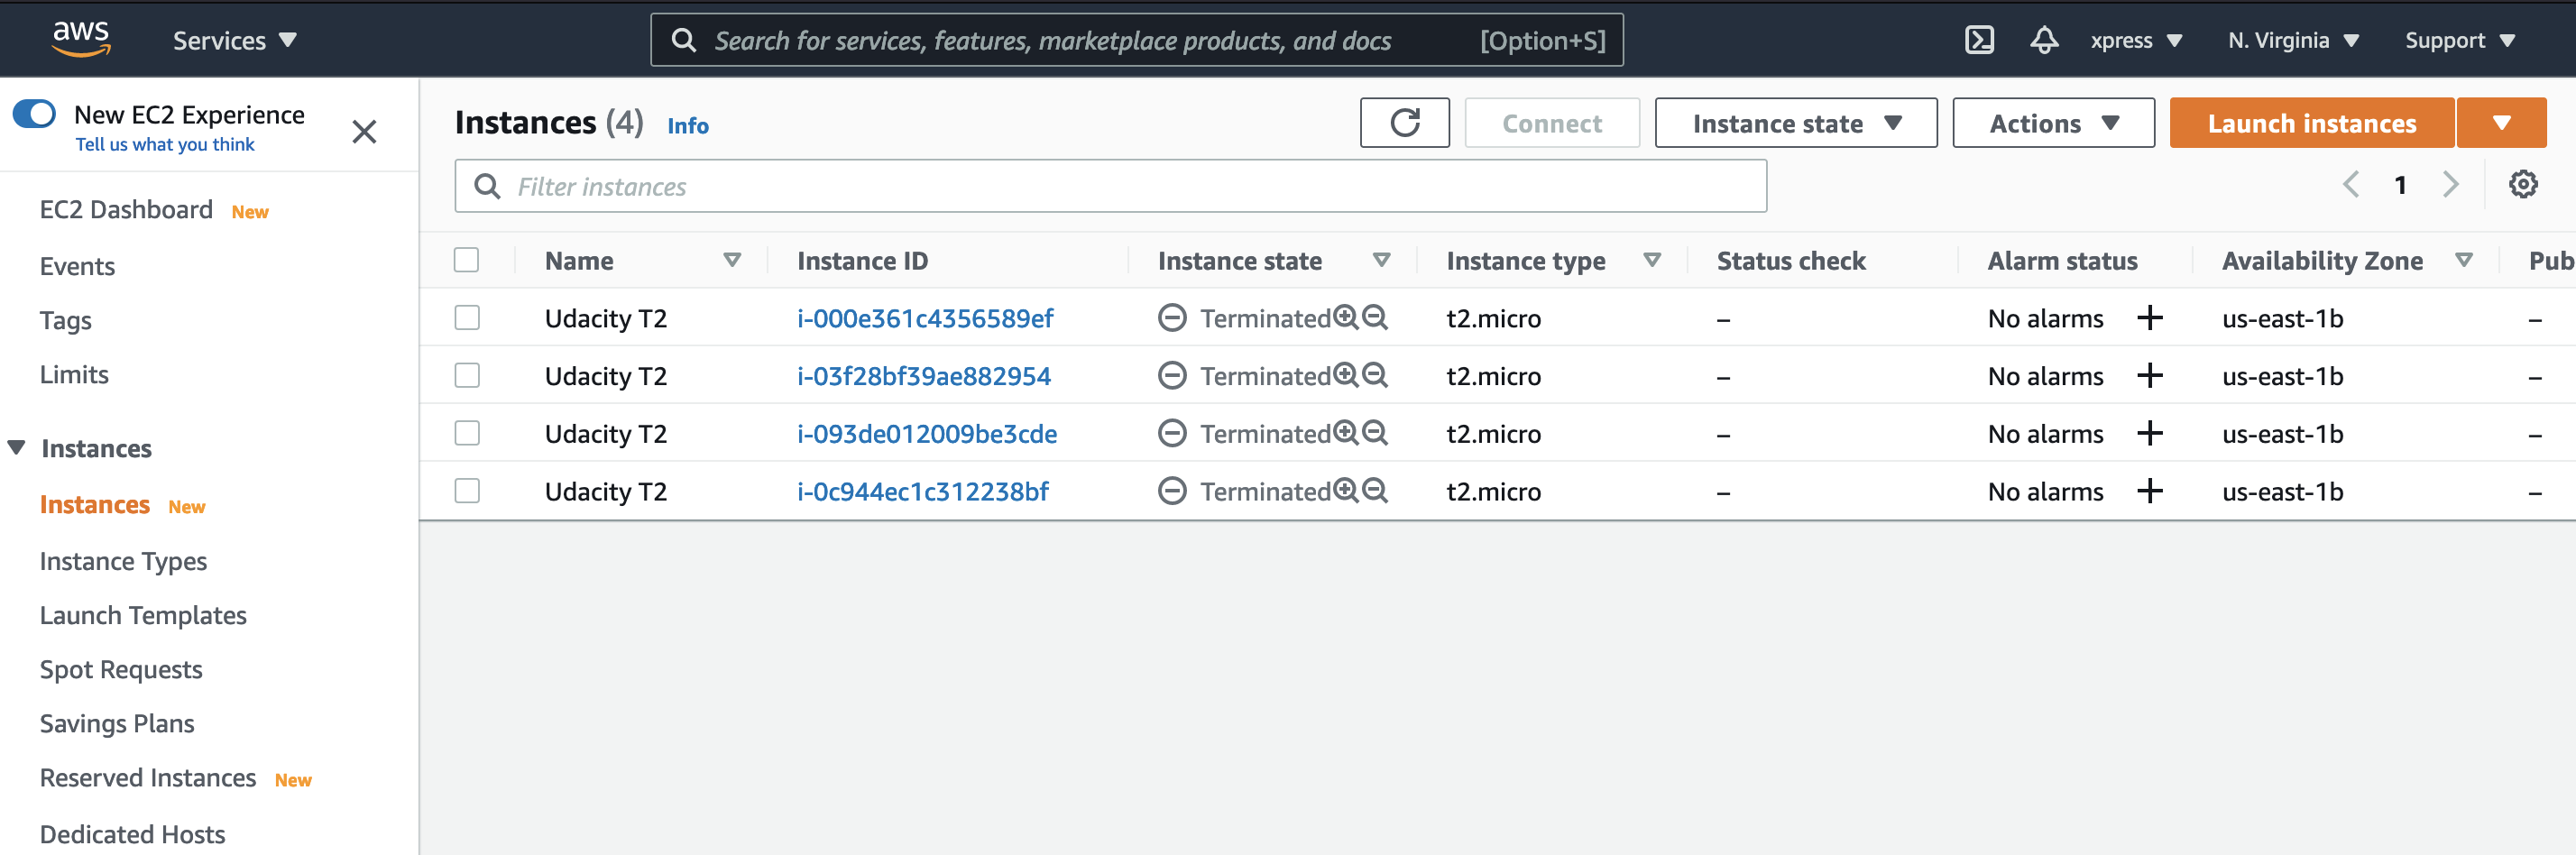 aws Services Search for services, features, marketplace products, and docs [Option+S] xpress N. Virginia Support
New EC2 Experience
Tell us what you think
EC2 Dashboard New
Events
Tags
Limits
Instances
Instances New
Instance Types
Launch Templates
Spot Requests
Savings Plans
Reserved Instances New
Dedicated Hosts
Instances (4) Info Connect Instance state Actions Launch instances
Filter instances 1
Name Instance ID Instance state Instance type Status check Alarm status Availability Zone Pub
Udacity T2 i-000e361c4356589ef Terminated t2.micro – No alarms + us-east-1b –
Udacity T2 i-03f28bf39ae882954 Terminated t2.micro – No alarms + us-east-1b –
Udacity T2 i-093de012009be3cde Terminated t2.micro – No alarms + us-east-1b –
Udacity T2 i-0c944ec1c312238bf Terminated t2.micro – No alarms + us-east-1b –